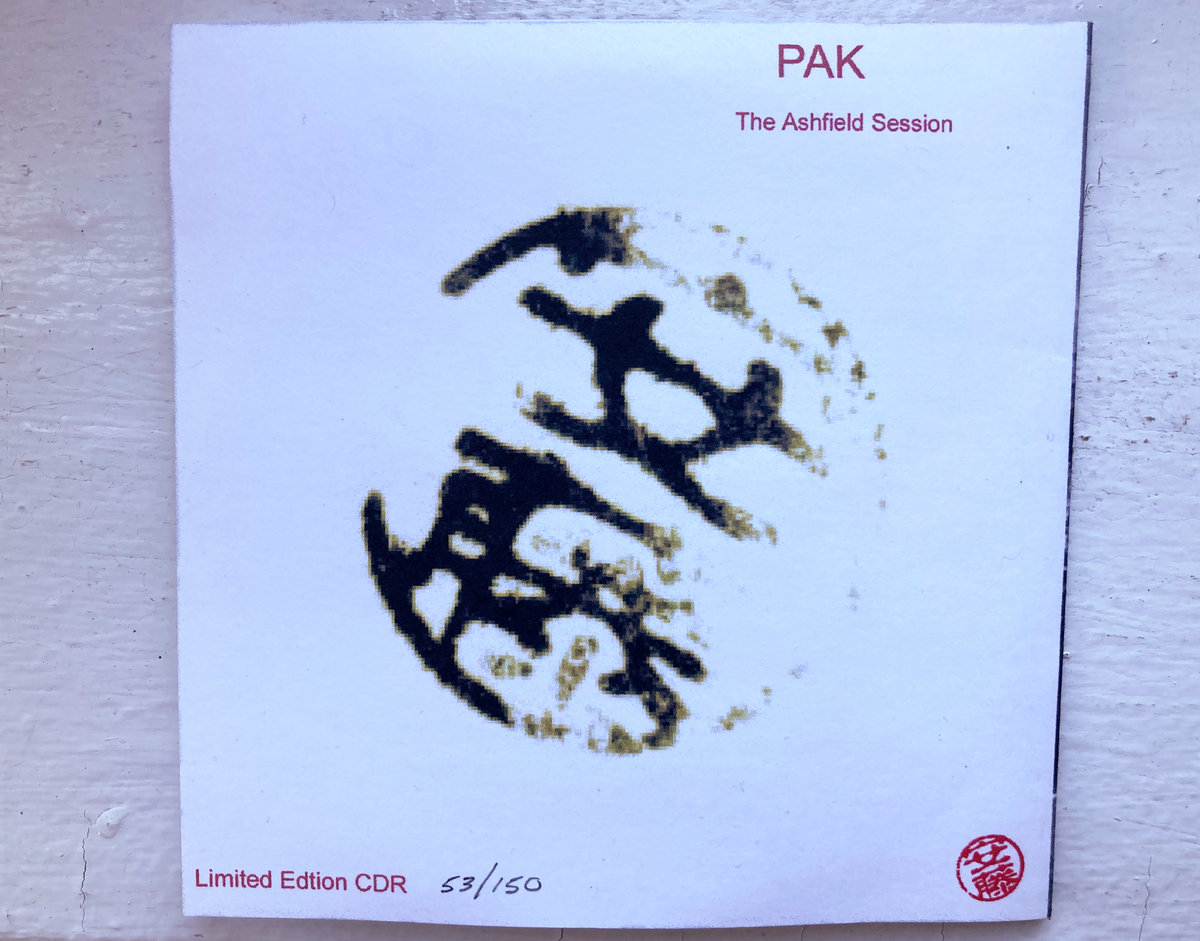 PAK
The Ashfield Session
Limited Edtion CDR 53/150